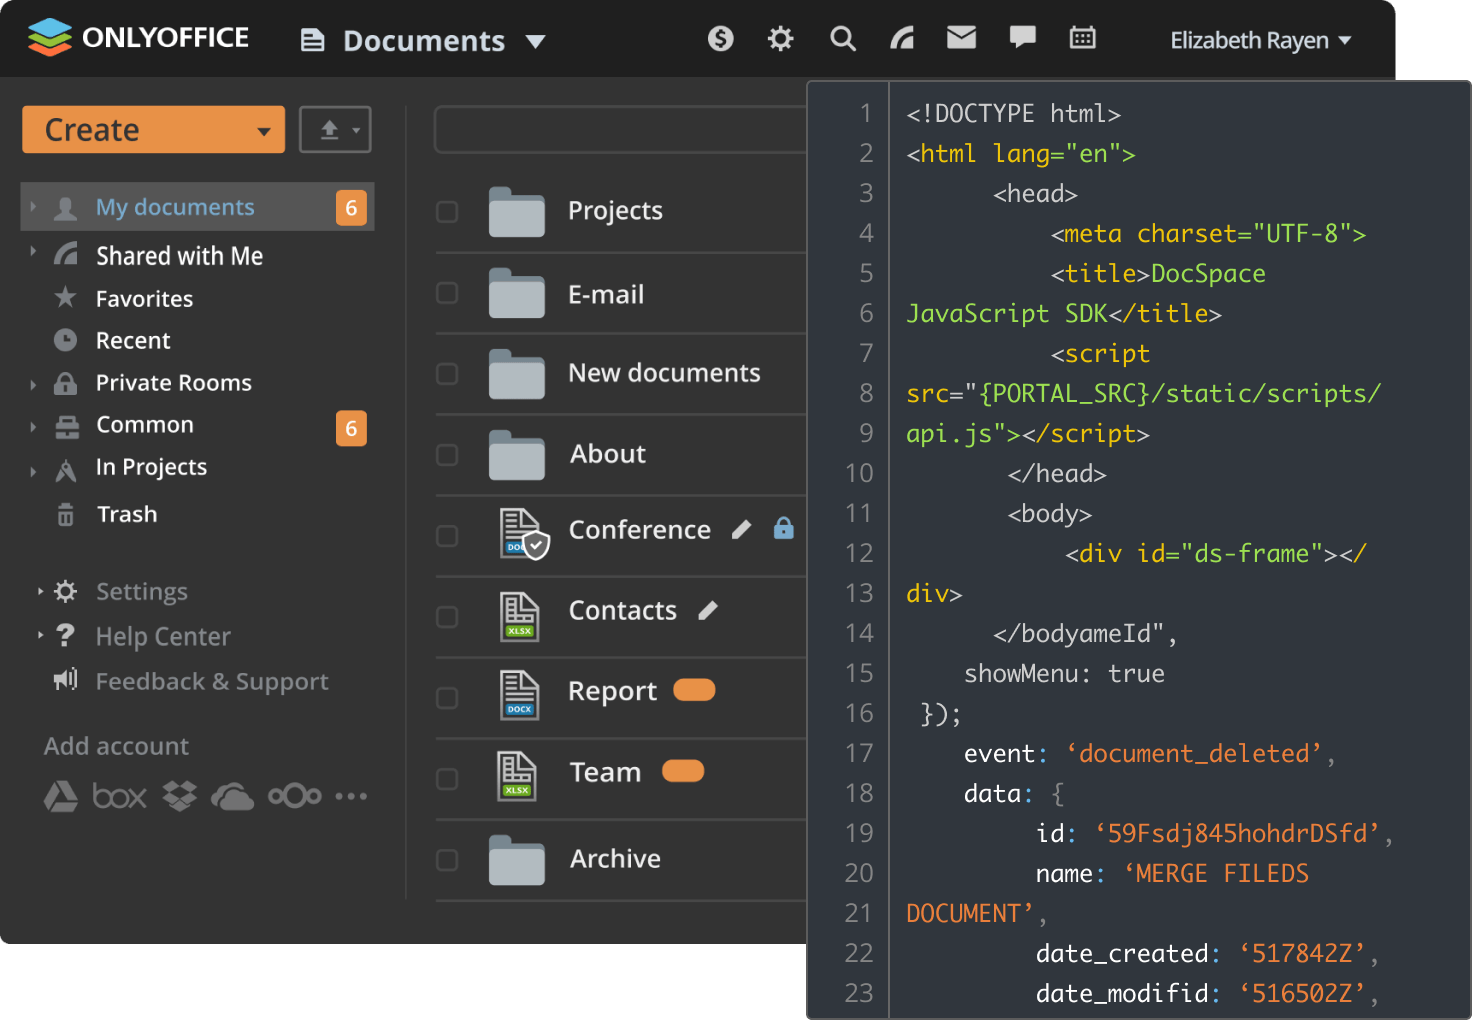 ONLYOFFICE
Documents
Elizabeth Rayen
Create
My documents 6
Shared with Me
Favorites
Recent
Private Rooms
Common 6
In Projects
Trash
Settings
Help Center
Feedback & Support
Add account
box
Projects
E-mail
New documents
About
DOCX Conference
XLSX Contacts
DOCX Report
XLSX Team
Archive
1 <!DOCTYPE html>
2 <html lang="en">
3 <head>
4 <meta charset="UTF-8">
5 <title>DocSpace
6 JavaScript SDK</title>
7 <script
8 src="{PORTAL_SRC}/static/scripts/
9 api.js"></script>
10 </head>
11 <body>
12 <div id="ds-frame"></
13 div>
14 </bodyameId",
15 showMenu: true
16 });
17 event: ‘document_deleted’,
18 data: {
19 id: ‘59Fsdj845hohdrDSfd’,
20 name: ‘MERGE FILEDS
21 DOCUMENT’,
22 date_created: ‘517842Z’,
23 date_modifid: ‘516502Z’,